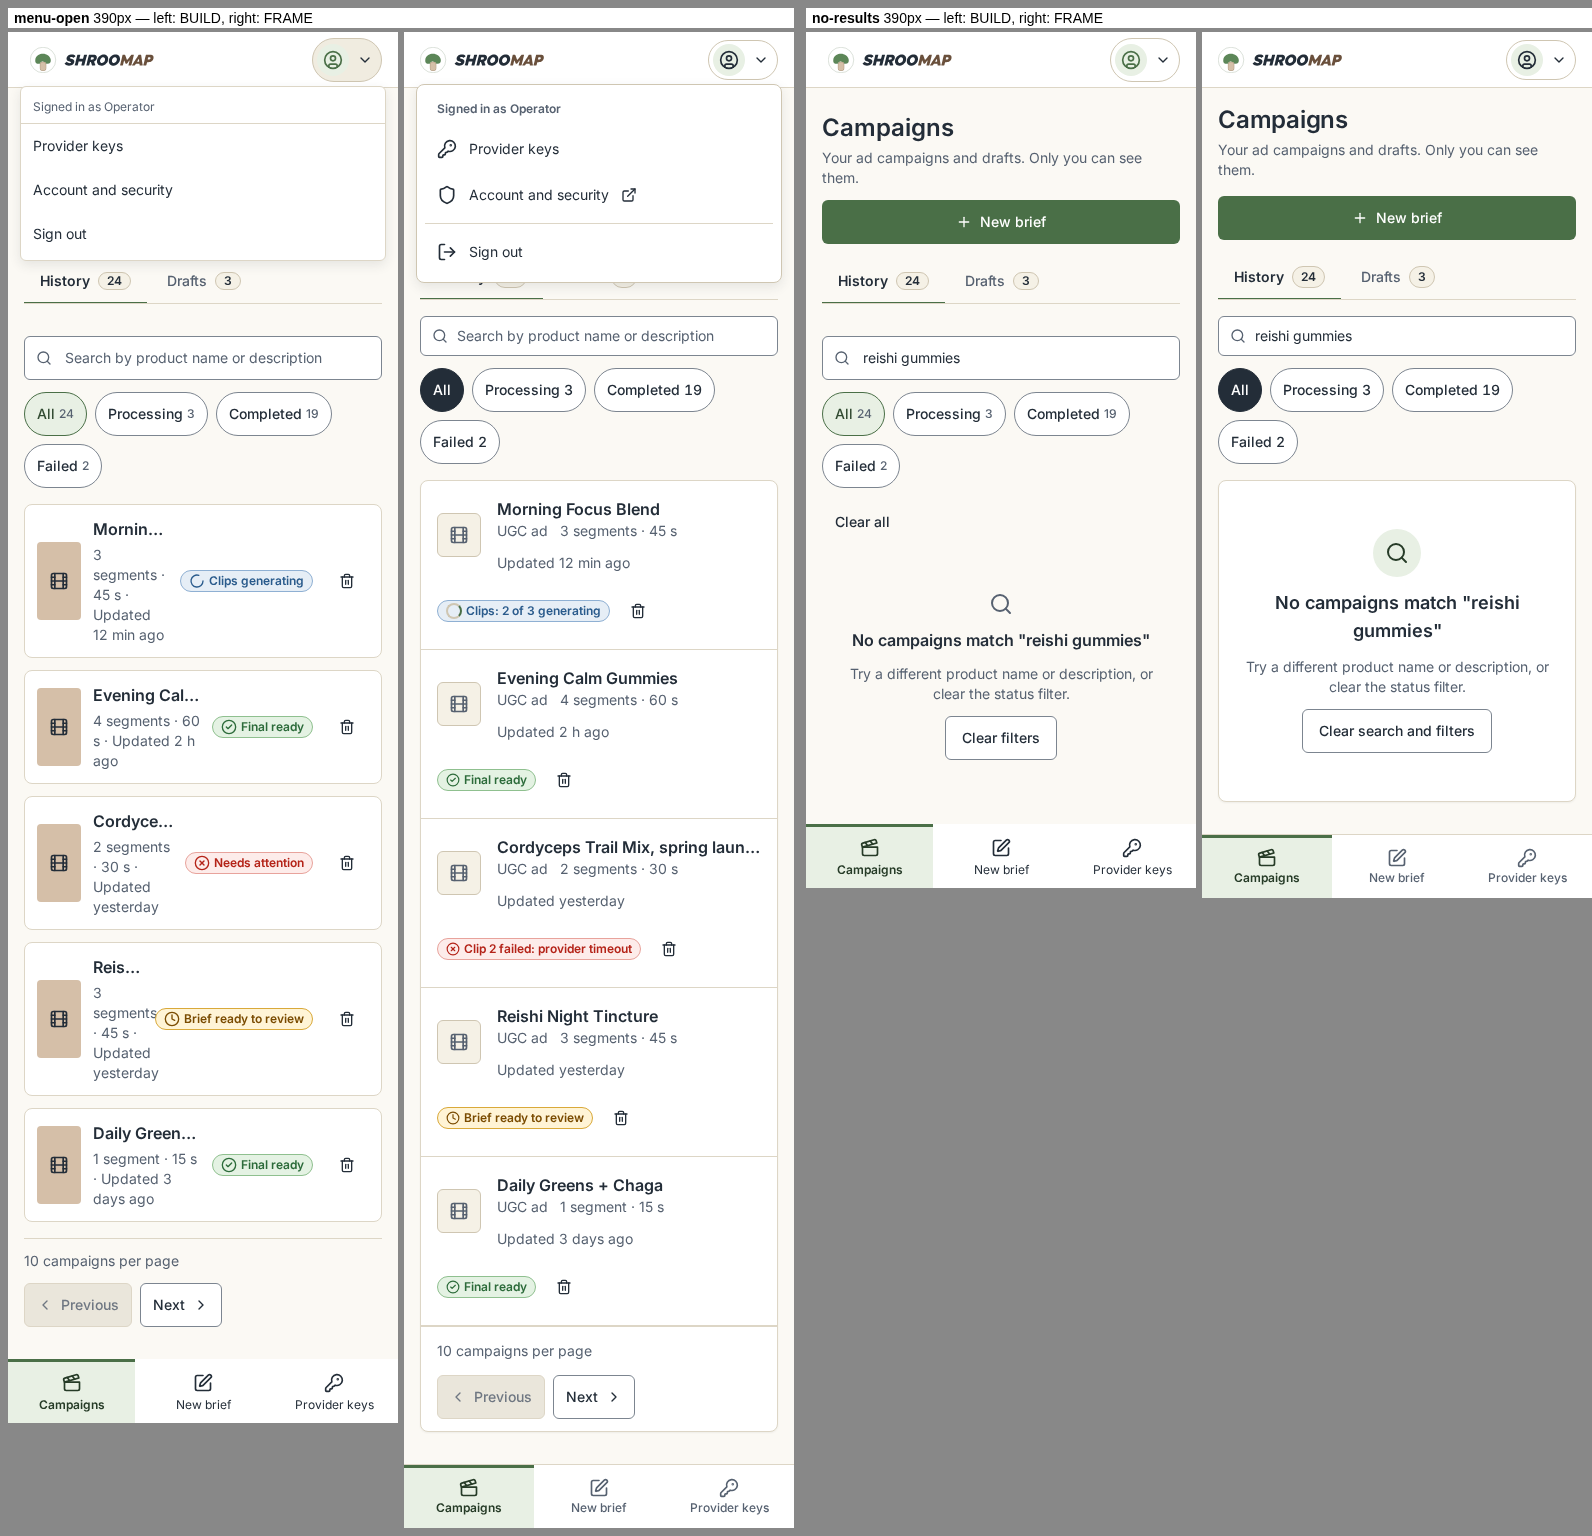 menu-open 390px — left: BUILD, right: FRAME
SHROOMAP
Signed in as Operator
Provider keys
Account and security
Sign out
History 24
Drafts 3
Search by product name or description
All 24
Processing 3
Completed 19
Failed 2
Mornin...
3
segments ·
45 s ·
Updated
12 min ago
Clips generating
Evening Cal...
4 segments · 60
s · Updated 2 h
ago
Final ready
Cordyce...
2 segments
· 30 s ·
Updated
yesterday
Needs attention
Reis...
3
segments
· 45 s ·
Updated
yesterday
Brief ready to review
Daily Green...
1 segment · 15 s
· Updated 3
days ago
Final ready
10 campaigns per page
Previous
Next
Campaigns
New brief
Provider keys
SHROOMAP
Signed in as Operator
Provider keys
Account and security
Sign out
Search by product name or description
All
Processing 3
Completed 19
Failed 2
Morning Focus Blend
UGC ad 3 segments · 45 s
Updated 12 min ago
Clips: 2 of 3 generating
Evening Calm Gummies
UGC ad 4 segments · 60 s
Updated 2 h ago
Final ready
Cordyceps Trail Mix, spring laun...
UGC ad 2 segments · 30 s
Updated yesterday
Clip 2 failed: provider timeout
Reishi Night Tincture
UGC ad 3 segments · 45 s
Updated yesterday
Brief ready to review
Daily Greens + Chaga
UGC ad 1 segment · 15 s
Updated 3 days ago
Final ready
10 campaigns per page
Previous
Next
Campaigns
New brief
Provider keys
no-results 390px — left: BUILD, right: FRAME
SHROOMAP
Campaigns
Your ad campaigns and drafts. Only you can see
them.
New brief
History 24
Drafts 3
reishi gummies
All 24
Processing 3
Completed 19
Failed 2
Clear all
No campaigns match "reishi gummies"
Try a different product name or description, or
clear the status filter.
Clear filters
Campaigns
New brief
Provider keys
SHROOMAP
Campaigns
Your ad campaigns and drafts. Only you can see
them.
New brief
History 24
Drafts 3
reishi gummies
All
Processing 3
Completed 19
Failed 2
No campaigns match "reishi
gummies"
Try a different product name or description, or
clear the status filter.
Clear search and filters
Campaigns
New brief
Provider keys